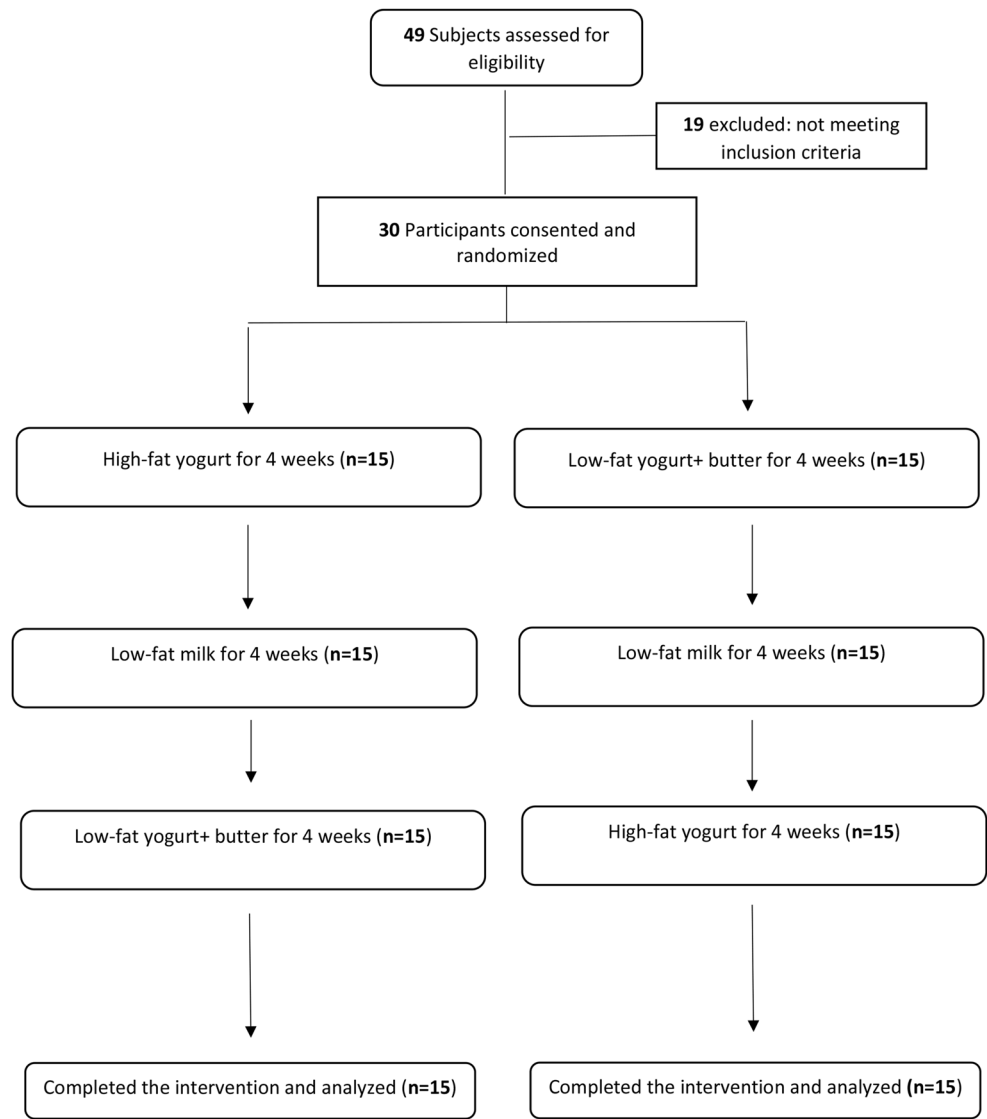 49 Subjects assessed for
eligibility
19 excluded: not meeting
inclusion criteria
30 Participants consented and
randomized
High-fat yogurt for 4 weeks (n=15)
Low-fat yogurt+ butter for 4 weeks (n=15)
Low-fat milk for 4 weeks (n=15)
Low-fat milk for 4 weeks (n=15)
Low-fat yogurt+ butter for 4 weeks (n=15)
High-fat yogurt for 4 weeks (n=15)
Completed the intervention and analyzed (n=15)
Completed the intervention and analyzed (n=15)